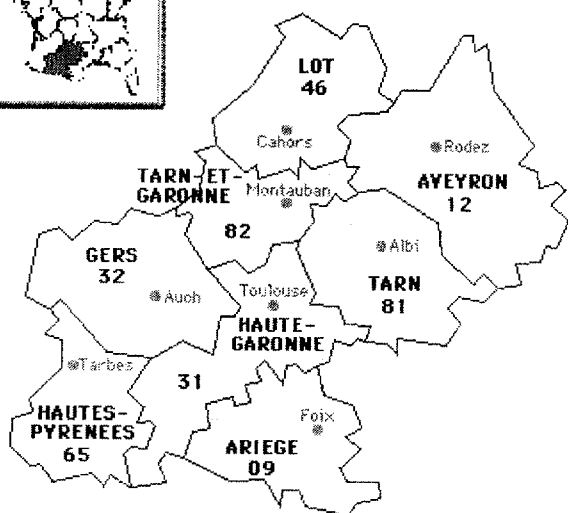 LOT
46
Cahors
Rodez
AVEYRON
12
TARN-ET-
GARONNE
Montauban
82
GERS
32
Auch
Albi
TARN
81
Toulouse
HAUTE-
GARONNE
31
Tarbes
HAUTES-
PYRENEES
65
Foix
ARIEGE
09